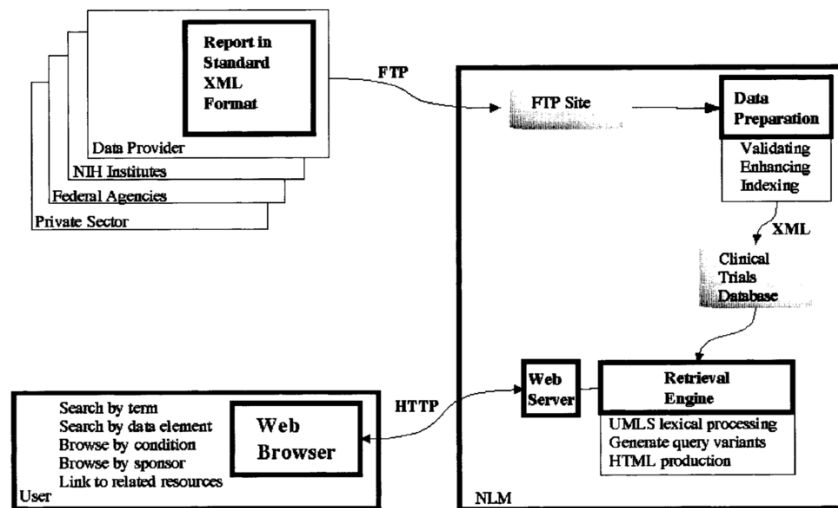 Report in
Standard
XML
Format
Data Provider
NIH Institutes
Federal Agencies
Private Sector
FTP
FTP Site
Data
Preparation
Validating
Enhancing
Indexing
XML
Clinical
Trials
Database
Retrieval
Engine
UMLS lexical processing
Generate query variants
HTML production
Web
Server
NLM
HTTP
Web
Browser
Search by term
Search by data element
Browse by condition
Browse by sponsor
Link to related resources
User